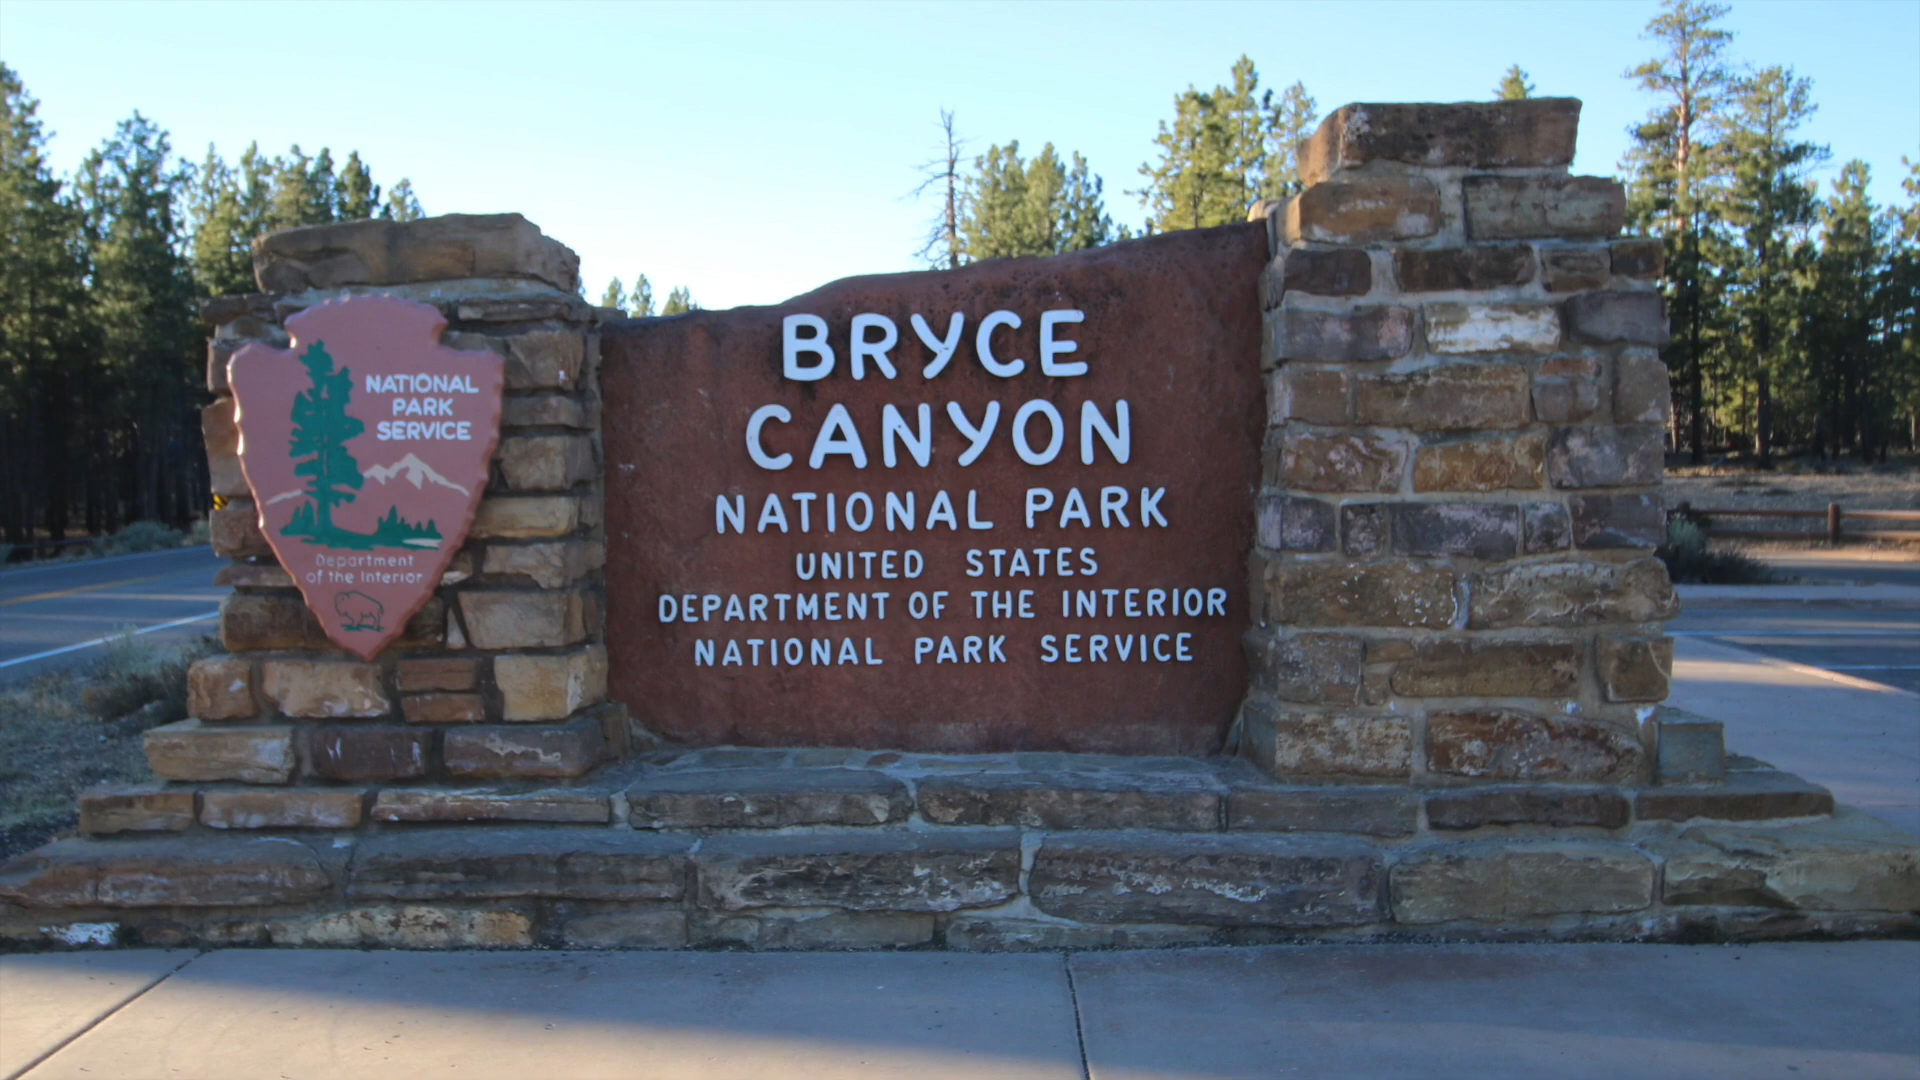 NATIONAL
PARK
SERVICE
Department
of the Interior
BRYCE
CANYON
NATIONAL PARK
UNITED STATES
DEPARTMENT OF THE INTERIOR
NATIONAL PARK SERVICE